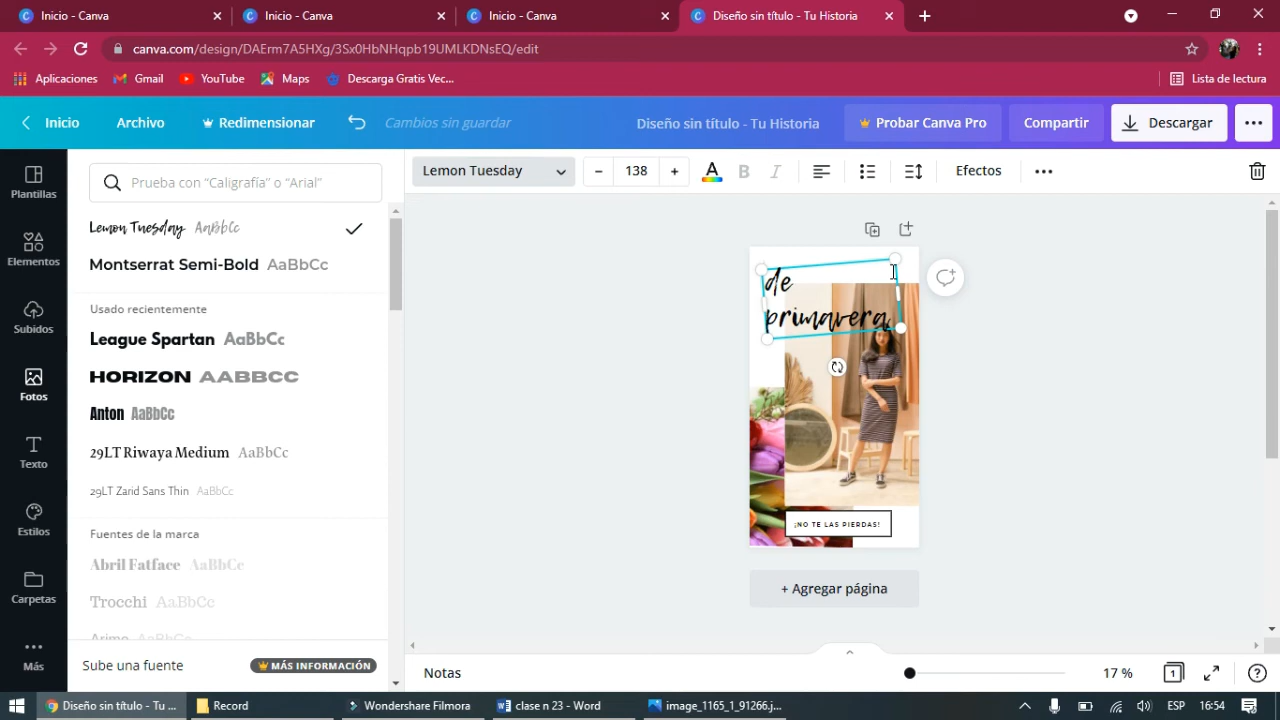 Inicio - Canva
Inicio - Canva
Inicio - Canva
Diseño sin título - Tu Historia
canva.com/design/DAErm7A5HXg/3Sx0HbNHqpb19UMLKDNsEQ/edit
Aplicaciones
Gmail
YouTube
Maps
Descarga Gratis Vec...
Lista de lectura
Inicio
Archivo
Redimensionar
Cambios sin guardar
Diseño sin título - Tu Historia
Probar Canva Pro
Compartir
Descargar
Plantillas
Elementos
Subidos
Fotos
Texto
Estilos
Carpetas
Más
Prueba con “Caligrafía” o “Arial”
Lemon Tuesday AaBbCc
Montserrat Semi-Bold AaBbCc
Usado recientemente
League Spartan AaBbCc
HORIZON AABBCC
Anton AaBbCc
29LT Riwaya Medium AaBbCc
29LT Zarid Sans Thin AaBbCc
Fuentes de la marca
Abril Fatface AaBbCc
Trocchi AaBbCc
Arimo AaBbCc
Sube una fuente
MÁS INFORMACIÓN
Lemon Tuesday
138
A B I
Efectos
de
primavera
¡NO TE LAS PIERDAS!
+ Agregar página
Notas
17 %
1
Diseño sin título - Tu ...
Record
Wondershare Filmora
clase n 23 - Word
image_1165_1_91266.j...
ESP
16:54